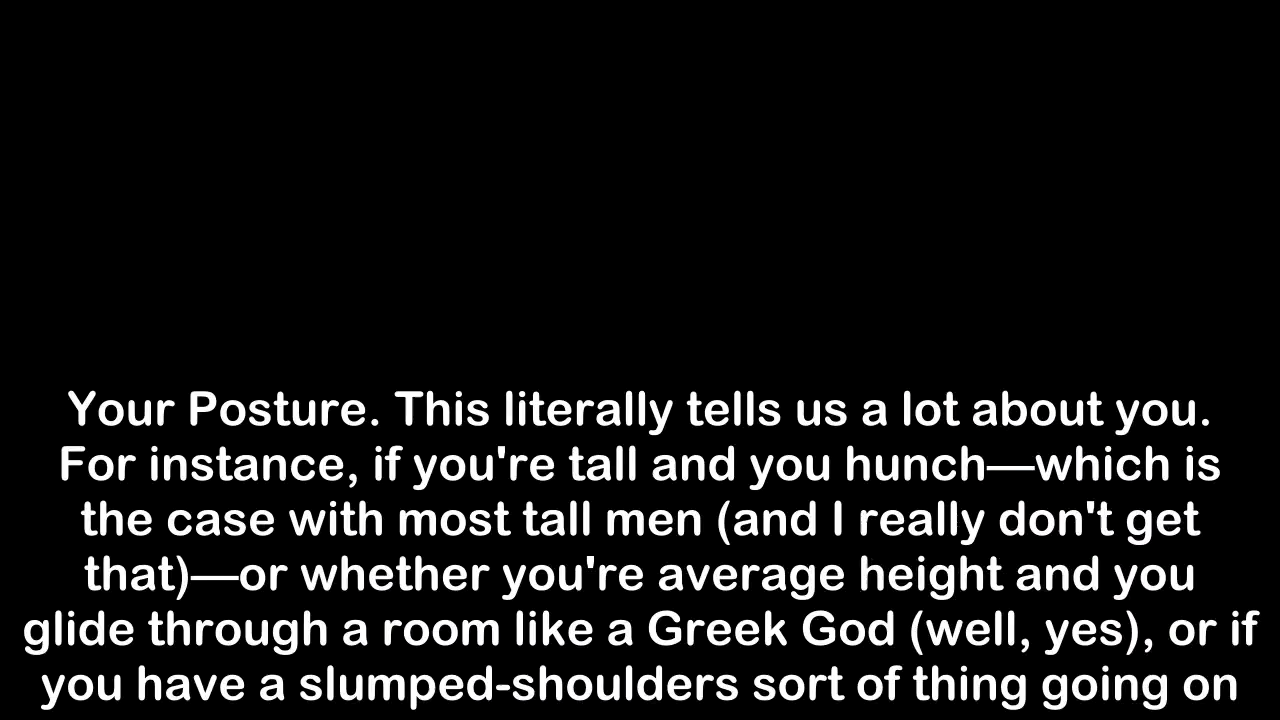 Your Posture. This literally tells us a lot about you.
For instance, if you're tall and you hunch—which is
the case with most tall men (and I really don't get
that)—or whether you're average height and you
glide through a room like a Greek God (well, yes), or if
you have a slumped-shoulders sort of thing going on